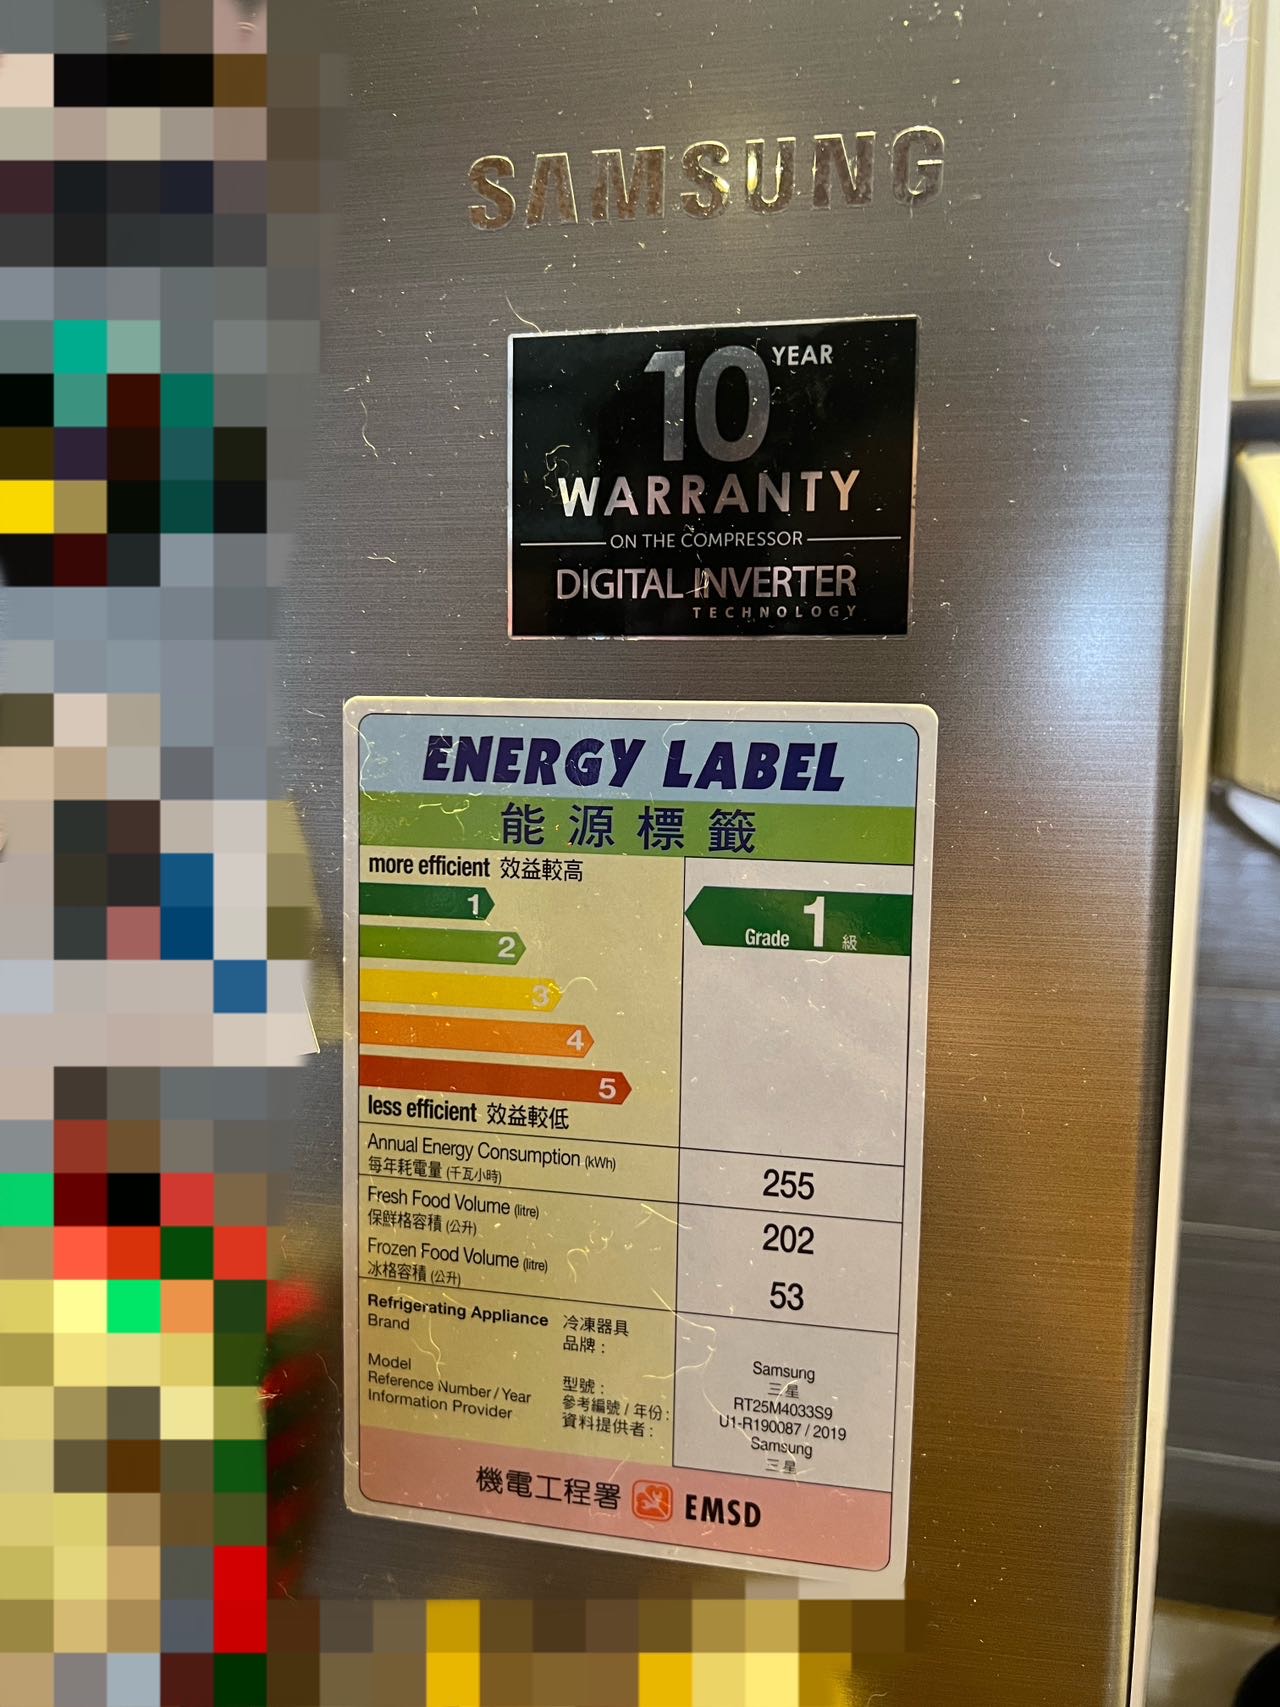 SAMSUNG
10 YEAR
WARRANTY
ON THE COMPRESSOR
DIGITAL INVERTER
TECHNOLOGY
ENERGY LABEL
能源標籤
more efficient 效益較高
1
2
3
4
5
less efficient 效益較低
Grade 1 級
Annual Energy Consumption (kWh)
每年耗電量 (千瓦小時)
255
Fresh Food Volume (litre)
保鮮格容積 (公升)
202
Frozen Food Volume (litre)
冰格容積 (公升)
53
Refrigerating Appliance 冷凍器具
Brand 品牌 :
Samsung
三星
Model 型號 :
RT25M4033S9
Reference Number / Year 參考編號 / 年份 :
U1-R190087 / 2019
Information Provider 資料提供者 :
Samsung
三星
機電工程署 EMSD